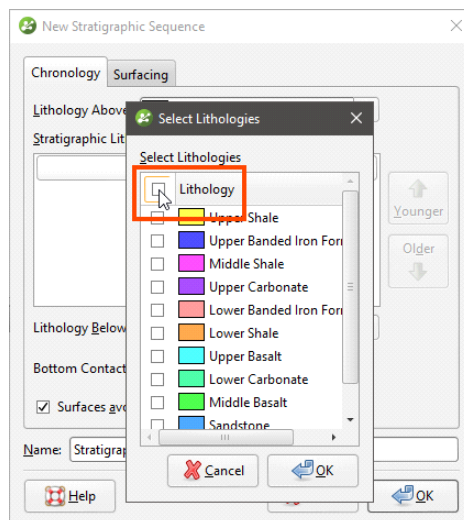 New Stratigraphic Sequence
Chronology Surfacing
Lithology Above
Stratigraphic Lit
Select Lithologies
Select Lithologies
Lithology
Upper Shale
Upper Banded Iron For
Middle Shale
Upper Carbonate
Lower Banded Iron For
Lower Shale
Upper Basalt
Lower Carbonate
Middle Basalt
Sandstone
Cancel OK
Younger
Older
Lithology Below
Bottom Contact
Surfaces avo
Name: Stratigrap
Help OK